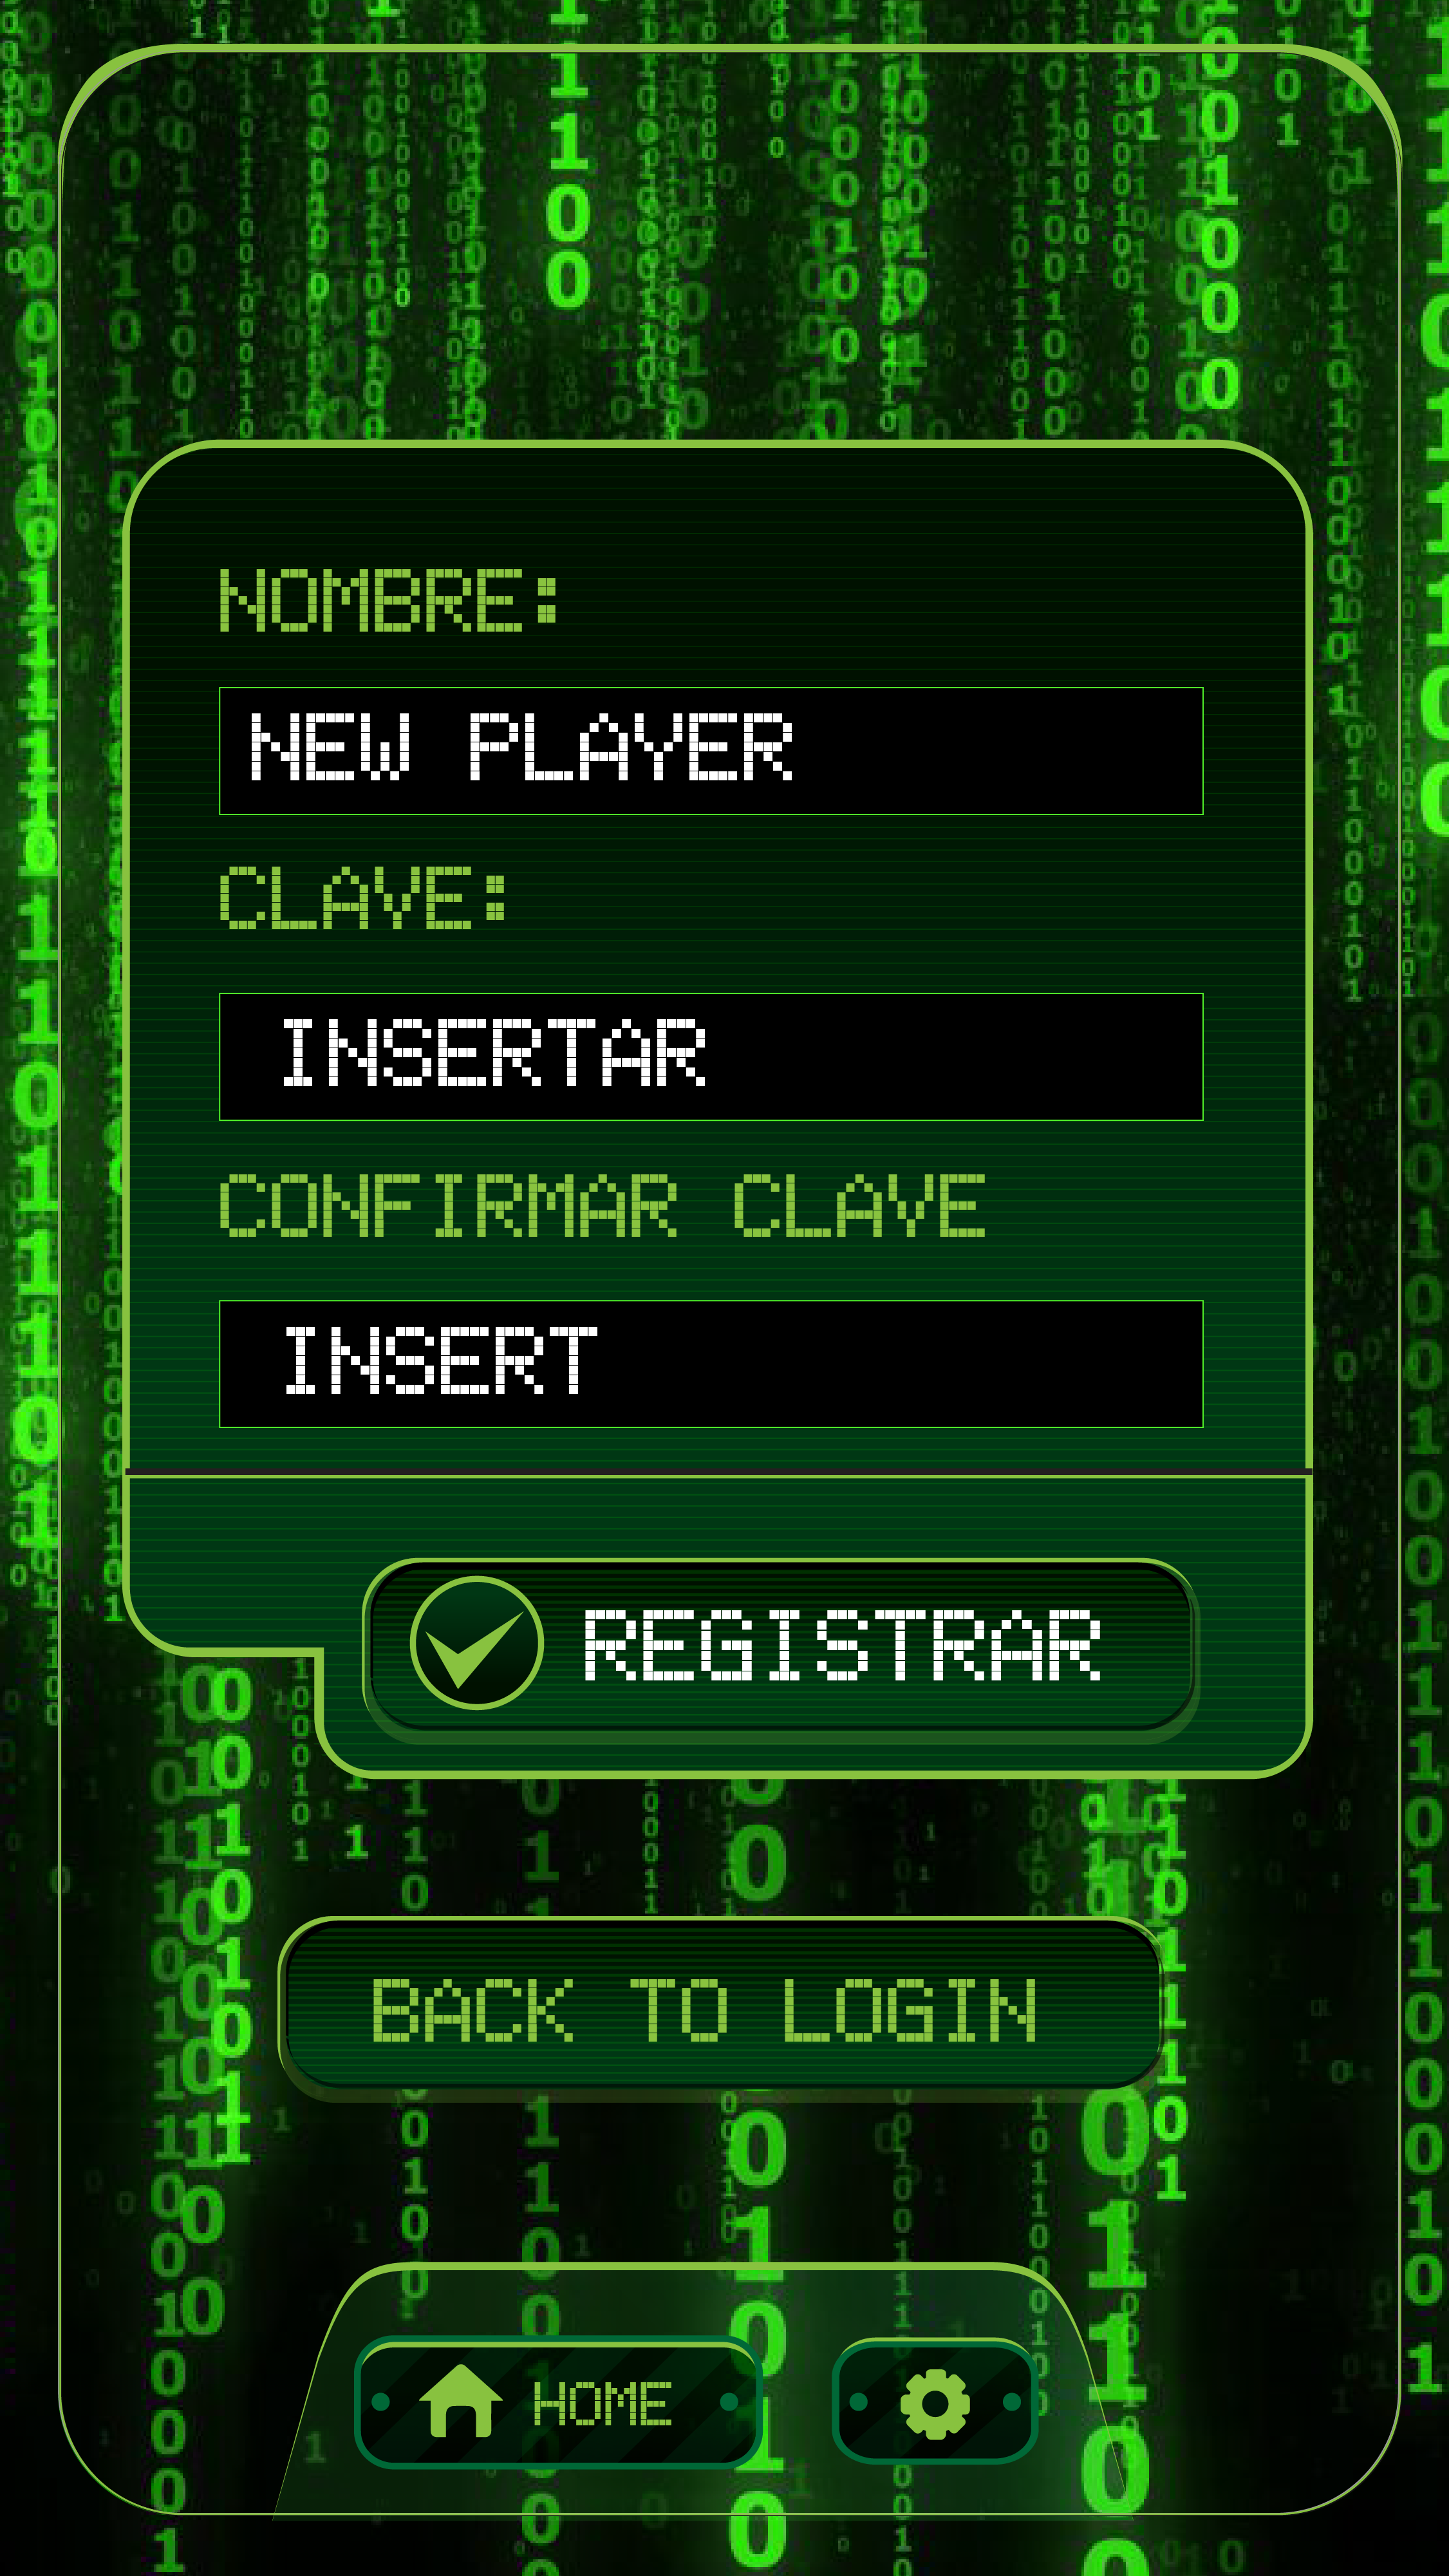 NOMBRE:
NEW PLAYER
CLAVE:
INSERTAR
CONFIRMAR CLAVE
INSERT
REGISTRAR
BACK TO LOGIN
HOME